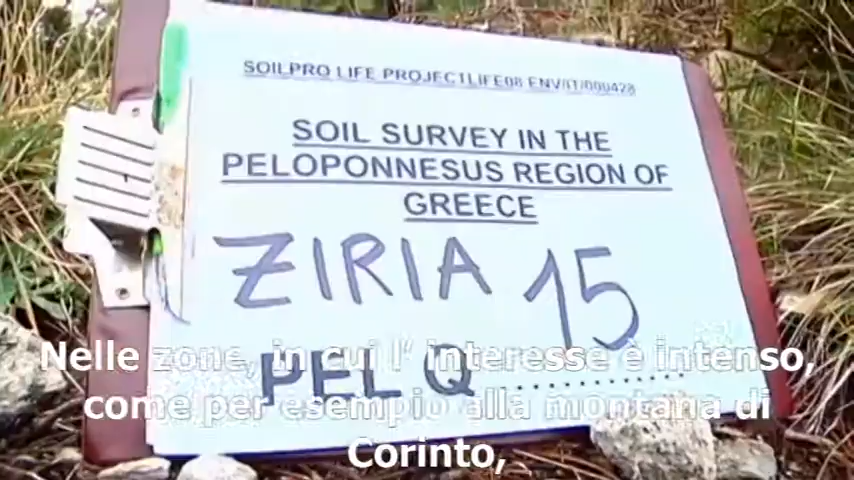 SOILPRO LIFE PROJECT LIFE08 ENV/IT/000428
SOIL SURVEY IN THE
PELOPONNESUS REGION OF
GREECE
ZIRIA 15
PEL Q ................
Nelle zone, in cui l' interesse è intenso,
come per esempio alla montana di
Corinto,